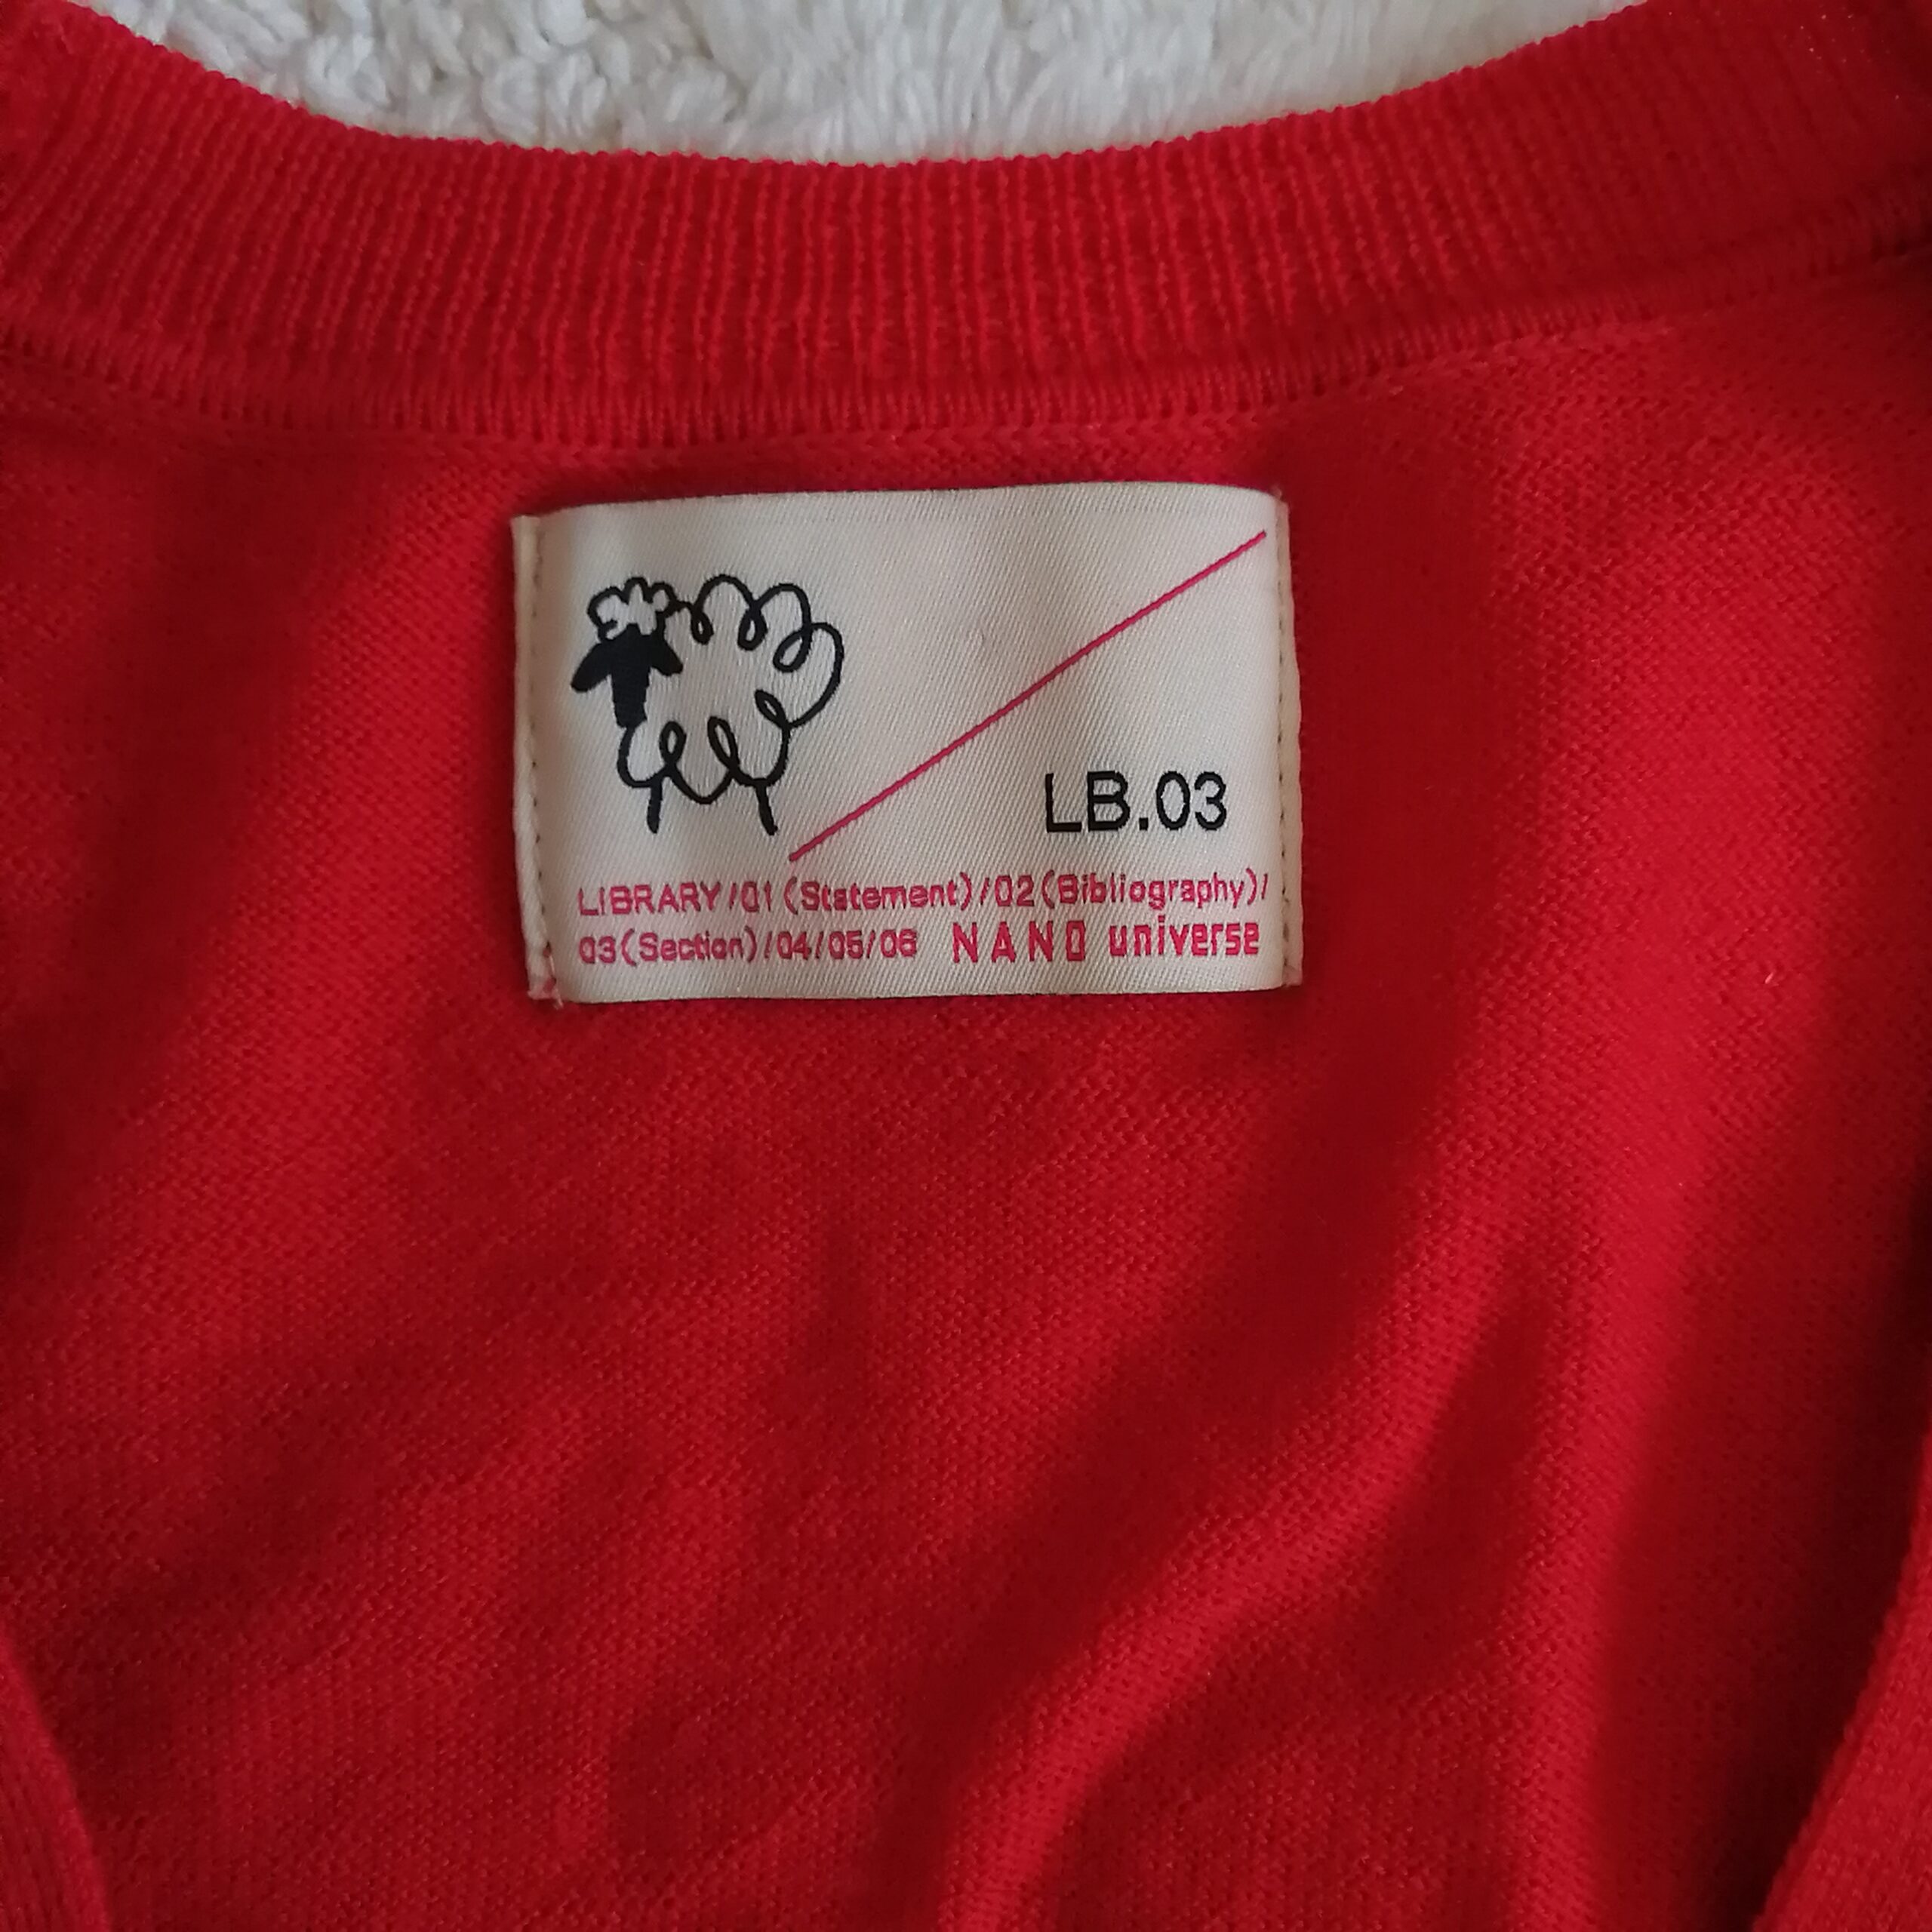 LB.03
LIBRARY/01 (Statement)/02(Bibliography)/
03(Section)/04/05/06 NANO universe